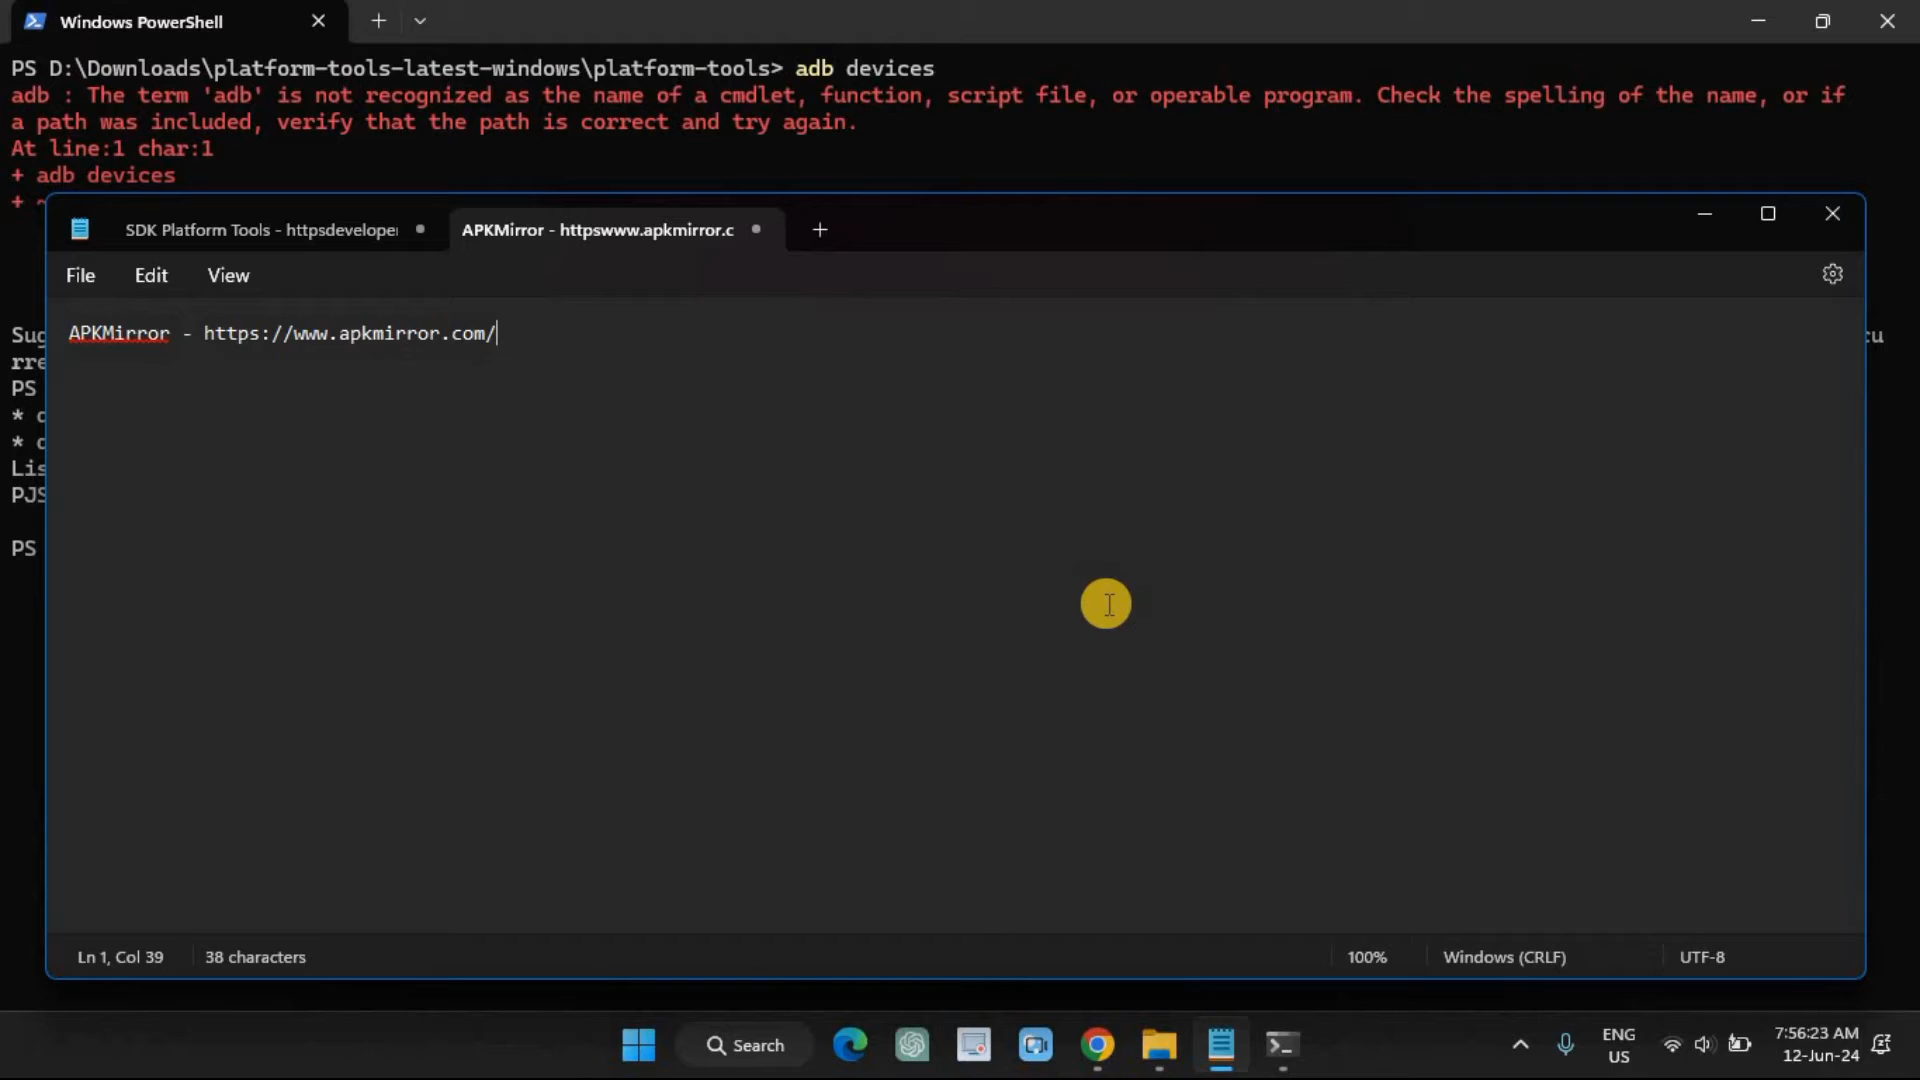 Windows PowerShell
PS D:\Downloads\platform-tools-latest-windows\platform-tools> adb devices
adb : The term 'adb' is not recognized as the name of a cmdlet, function, script file, or operable program. Check the spelling of the name, or if
a path was included, verify that the path is correct and try again.
At line:1 char:1
+ adb devices
+ ~
SDK Platform Tools - httpsdeveloper
APKMirror - httpswww.apkmirror.c
File Edit View
APKMirror - https://www.apkmirror.com/
Sug cu
rre
PS
*
*
Lis
PJS
PS
Ln 1, Col 39 38 characters 100% Windows (CRLF) UTF-8
Search
ENG
US
7:56:23 AM
12-Jun-24